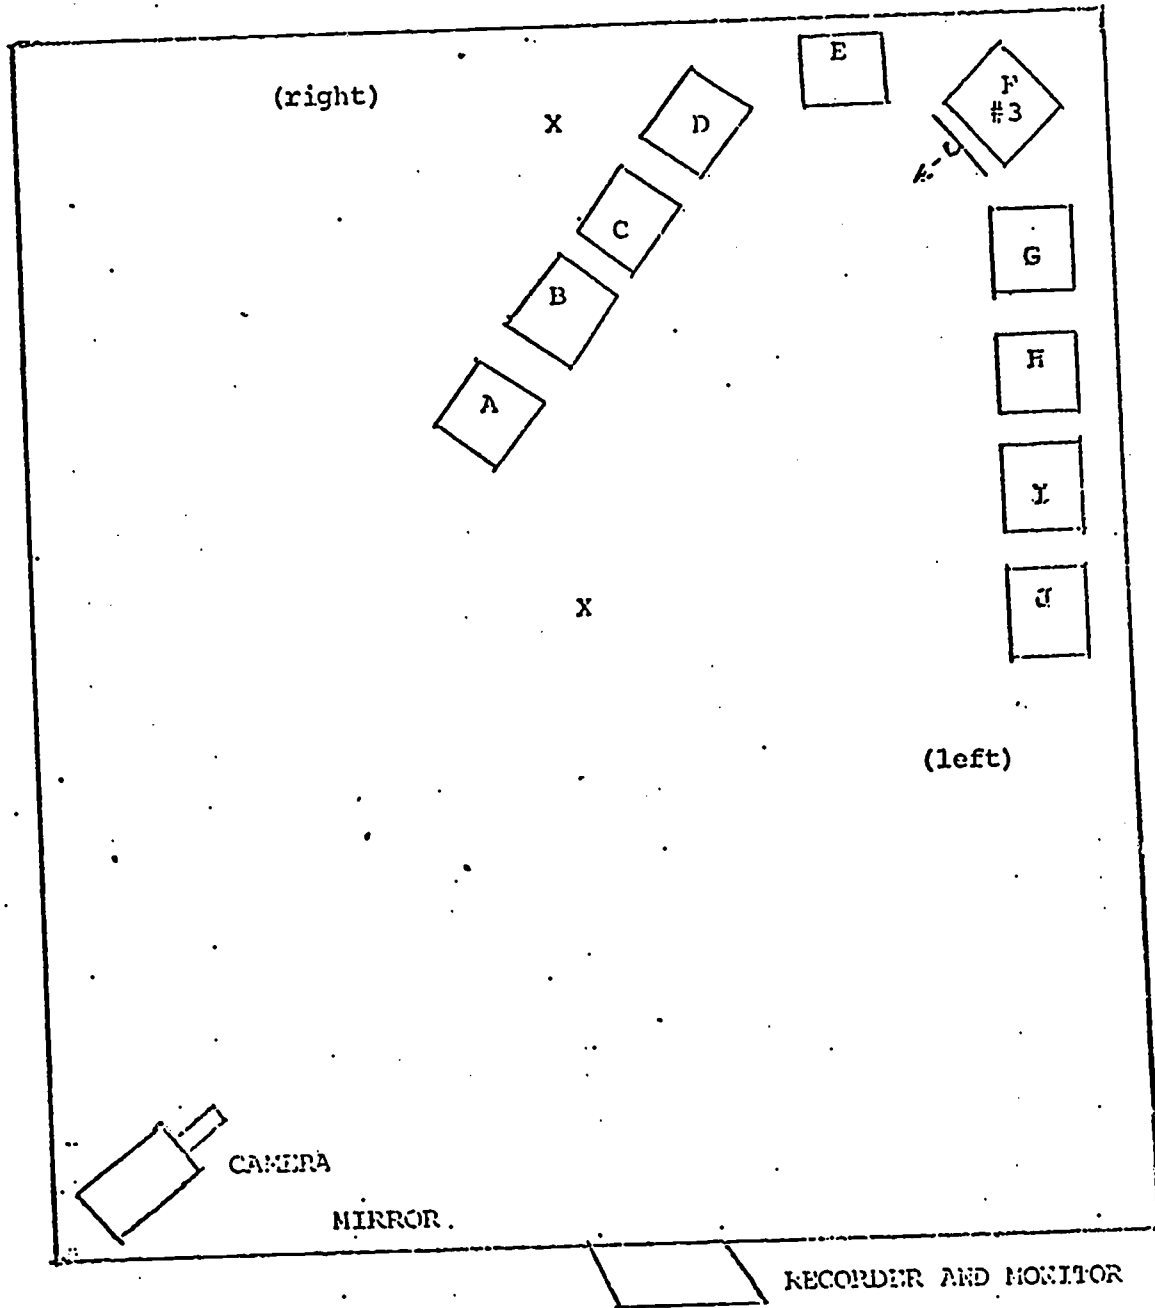 E
(right)
X
D
F
#3
C
G
B
H
A
I
X
J
(left)
CAMERA
MIRROR.
RECORDER AND MONITOR